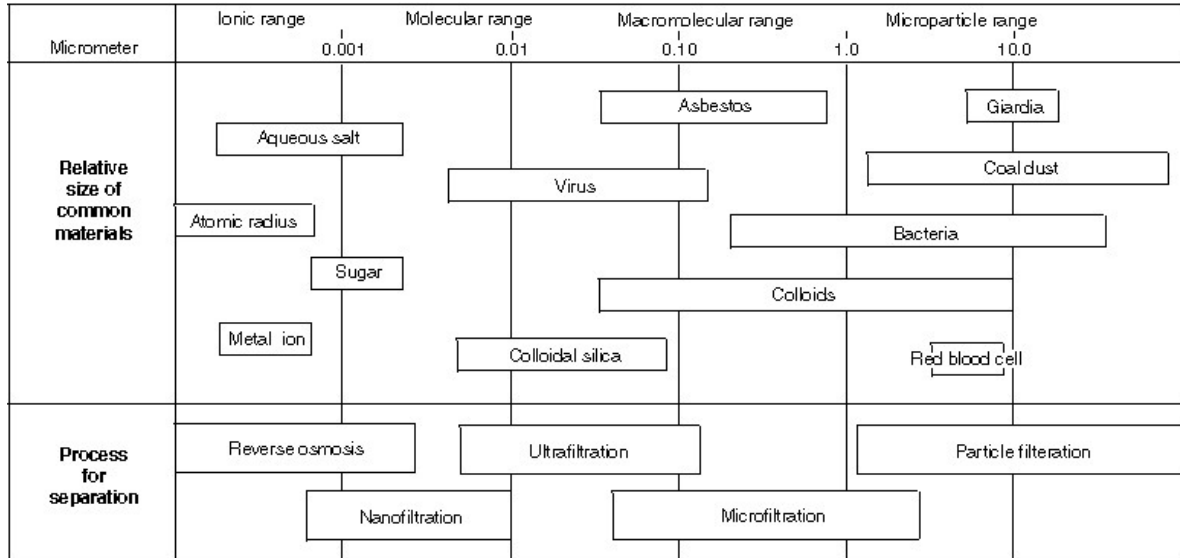 Ionic range Molecular range Macromolecular range Microparticle range
Micrometer 0.001 0.01 0.10 1.0 10.0
Asbestos
Giardia
Aqueous salt
Coal dust
Virus
Relative
size of
common
materials
Atomic radius
Bacteria
Sugar
Colloids
Metal ion
Colloidal silica
Red blood cell
Process
for
separation
Reverse osmosis
Ultrafiltration
Particle filteration
Nanofiltration
Microfiltration